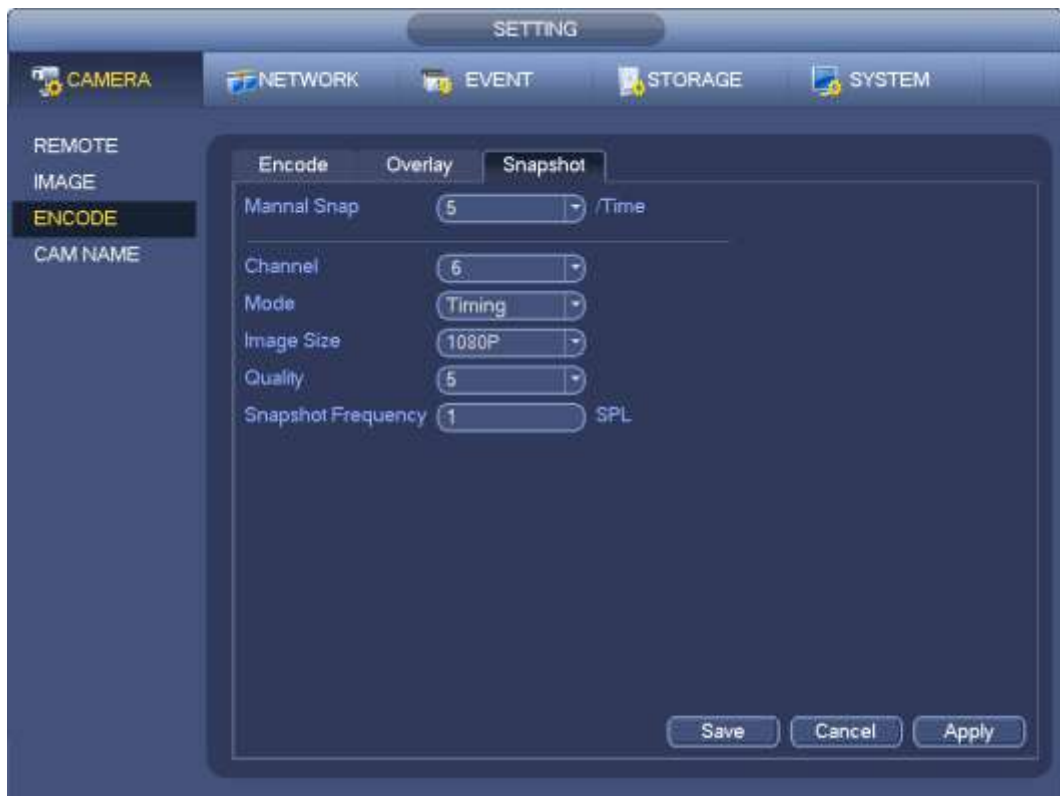 SETTING
CAMERA NETWORK EVENT STORAGE SYSTEM
REMOTE
IMAGE
ENCODE
CAM NAME
Encode Overlay Snapshot
Mannal Snap 5 /Time
Channel 6
Mode Timing
Image Size 1080P
Quality 5
Snapshot Frequency 1 SPL
Save Cancel Apply